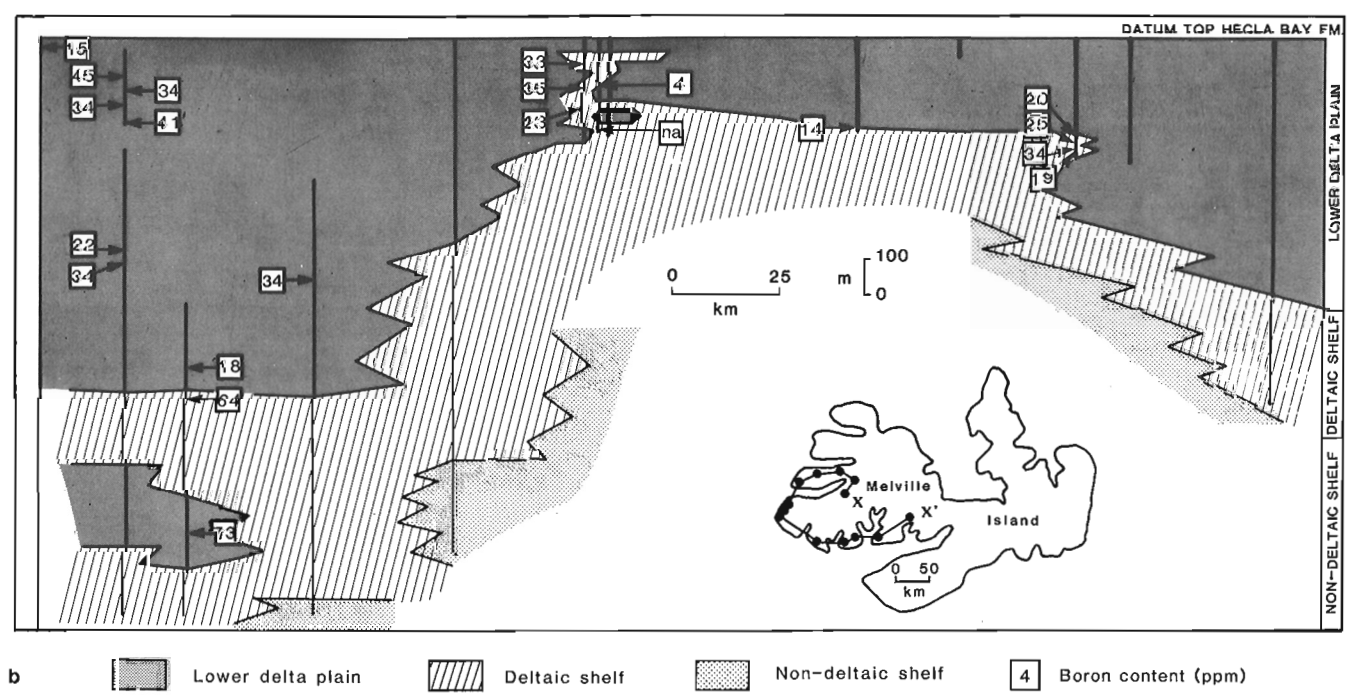 DATUM TOP HECLA BAY FM.
15
45
34
34
41
33
35
4
23
na
14
20
25
34
19
22
34
34
18
64
73
0 25
km
m
100
0
LOWER DELTA PLAIN
DELTAIC SHELF
NON-DELTAIC SHELF
Melville
X
X'
Island
0 50
km
b
Lower delta plain
Deltaic shelf
Non-deltaic shelf
4
Boron content (ppm)